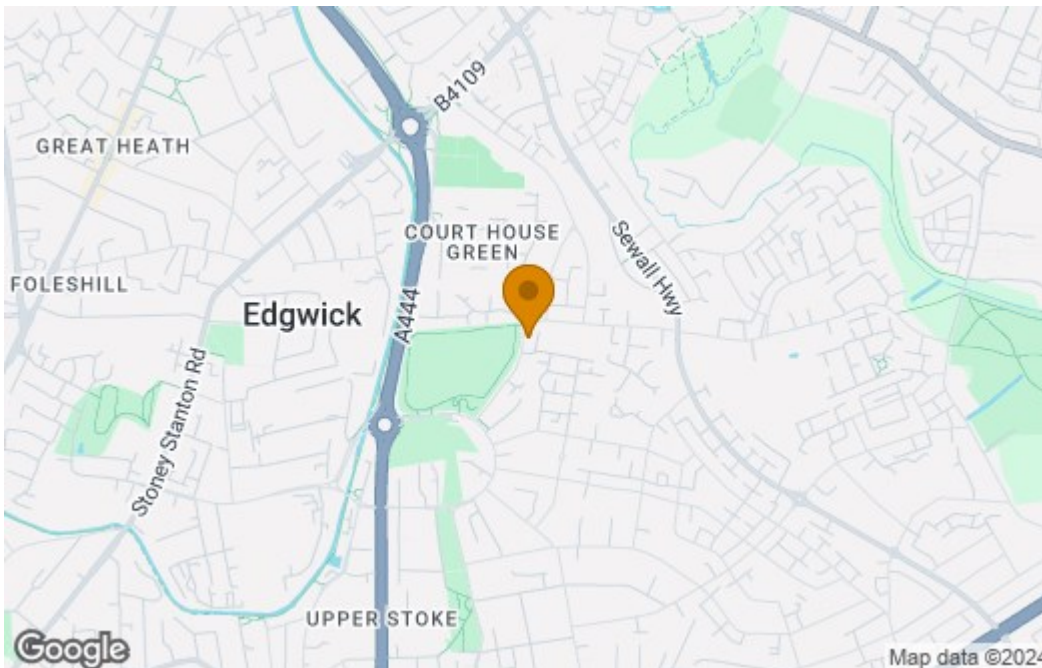 B4109
GREAT HEATH
COURT HOUSE
GREEN
Sewall Hwy
FOLESHILL
Edgwick
A444
Stoney Stanton Rd
UPPER STOKE
Google
Map data ©2024